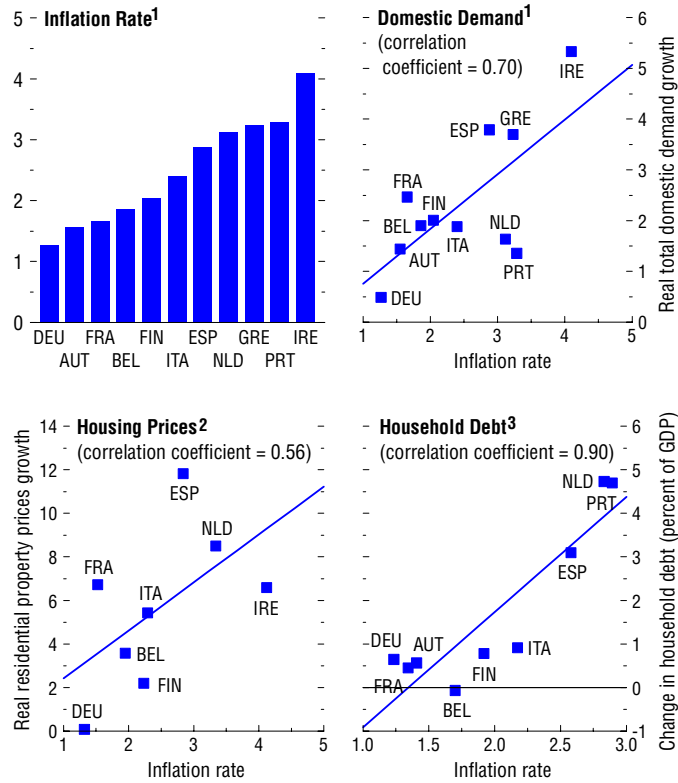 Inflation Rate1
5
4
3
2
1
0
DEU FRA FIN ESP GRE IRE
AUT BEL ITA NLD PRT
Domestic Demand1
(correlation
coefficient = 0.70)
IRE
ESP
GRE
FRA
FIN
BEL
ITA
NLD
AUT
PRT
DEU
6
5
4
3
2
1
0
Real total domestic demand growth
1 2 3 4 5
Inflation rate
Housing Prices2
(correlation coefficient = 0.56)
Real residential property prices growth
14
12
10
8
6
4
2
0
ESP
NLD
FRA
ITA
IRE
BEL
FIN
DEU
1 2 3 4 5
Inflation rate
Household Debt3
(correlation coefficient = 0.90)
NLD
PRT
ESP
DEU
AUT
ITA
FRA
FIN
BEL
6
5
4
3
2
1
0
-1
Change in household debt (percent of GDP)
1.0 1.5 2.0 2.5 3.0
Inflation rate